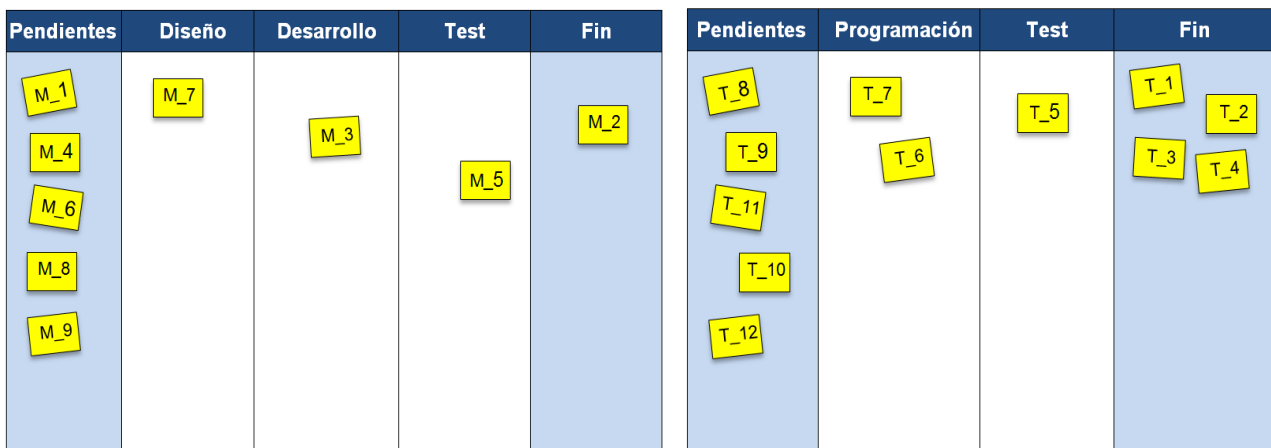 Pendientes Diseño Desarrollo Test Fin
M_1
M_4
M_6
M_8
M_9
M_7
M_3
M_5
M_2
Pendientes Programación Test Fin
T_8
T_9
T_11
T_10
T_12
T_7
T_6
T_5
T_1
T_2
T_3
T_4